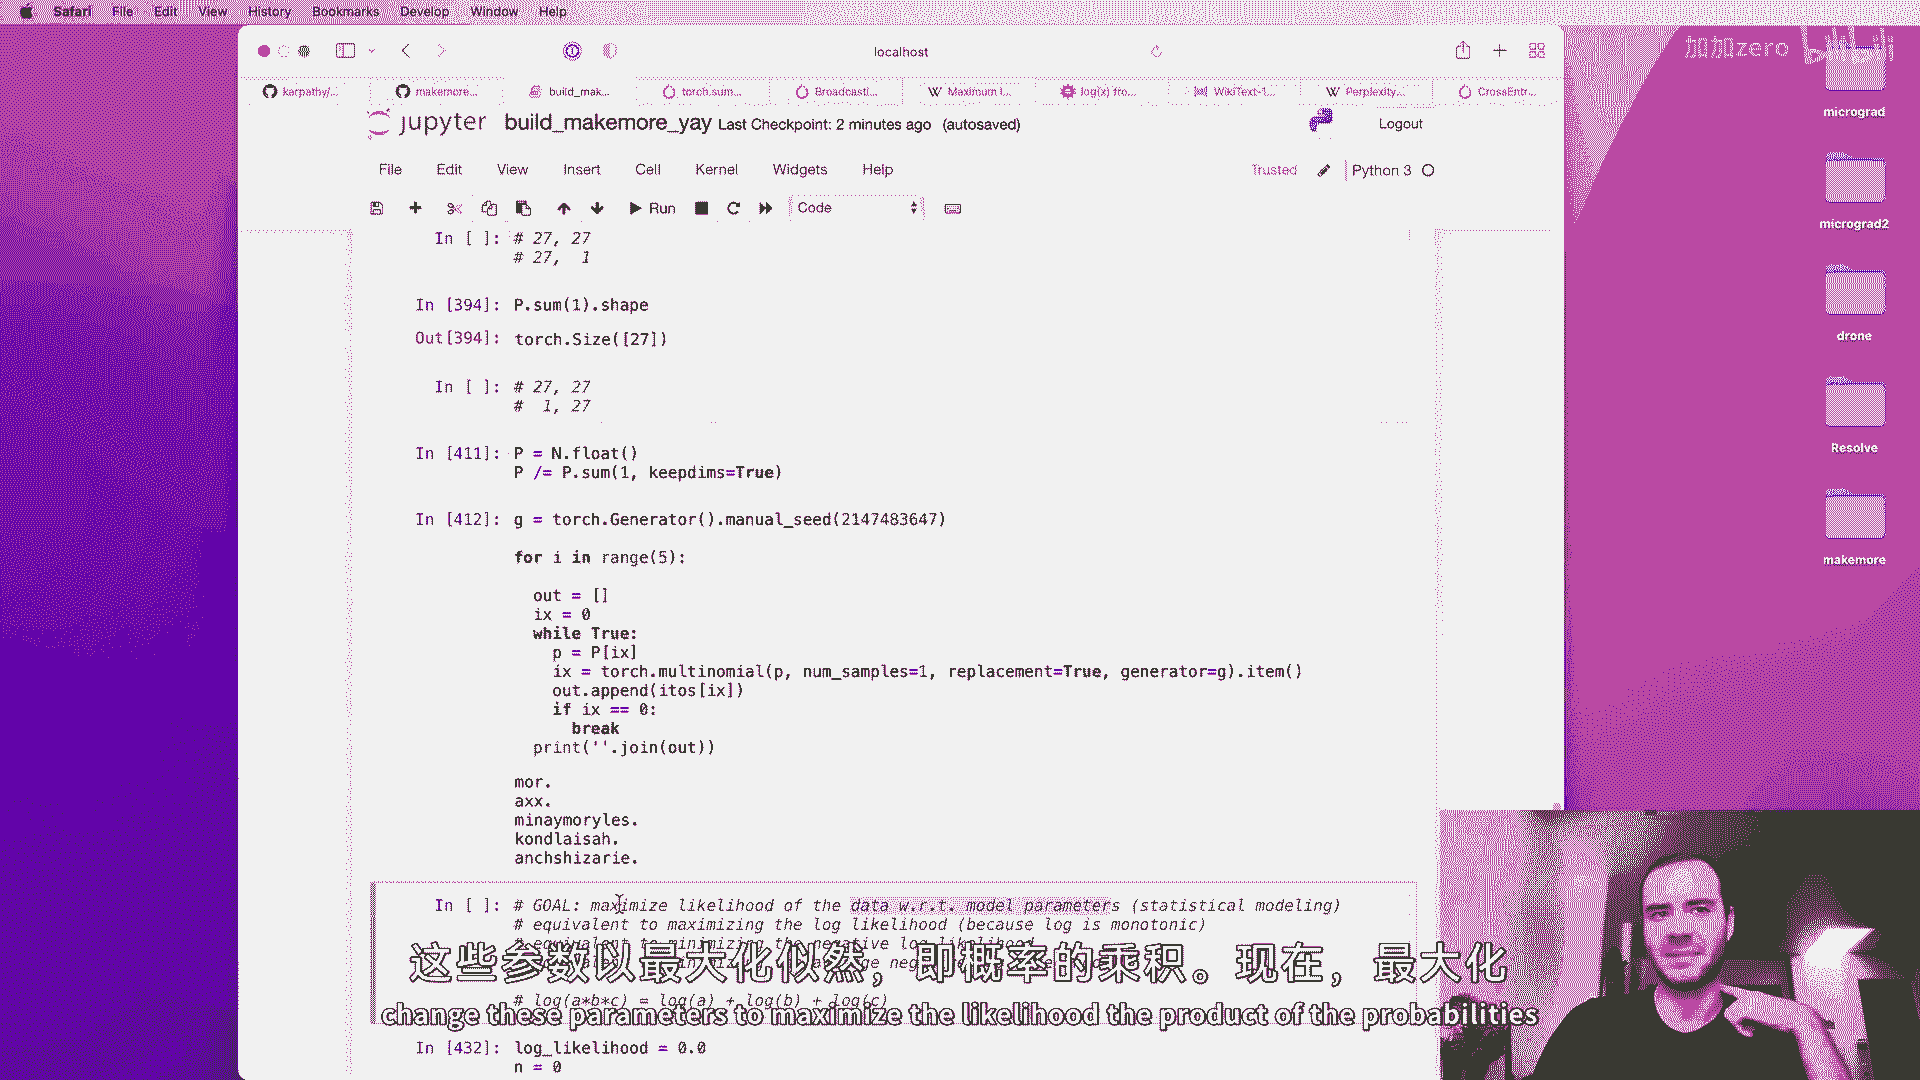 Safari File Edit View History Bookmarks Develop Window Help
加加zero bilibili
localhost
karpathy/... makemore... build_mak... torch.sum... Broadcasti... Maximum l... log(x) fro... WikiText-1... Perplexity... CrossEntr...
jupyter build_makemore_yay Last Checkpoint: 2 minutes ago (autosaved)
Logout
File Edit View Insert Cell Kernel Widgets Help
Trusted Python 3
Run Code
In [ ]: # 27, 27
# 27, 1
In [394]: P.sum(1).shape
Out[394]: torch.Size([27])
In [ ]: # 27, 27
# 1, 27
In [411]: P = N.float()
P /= P.sum(1, keepdims=True)
In [412]: g = torch.Generator().manual_seed(2147483647)
for i in range(5):
out = []
ix = 0
while True:
p = P[ix]
ix = torch.multinomial(p, num_samples=1, replacement=True, generator=g).item()
out.append(itos[ix])
if ix == 0:
break
print(''.join(out))
mor.
axx.
minaymoryles.
kondlaisah.
anchshizarie.
In [ ]: # GOAL: maximize likelihood of the data w.r.t. model parameters (statistical modeling)
# equivalent to maximizing the log likelihood (because log is monotonic)
# equivalent to minimizing the negative log likelihood
# log(a*b*c) = log(a) + log(b) + log(c)
In [432]: log_likelihood = 0.0
n = 0
这些参数以最大化似然，即概率的乘积。现在，最大化
change these parameters to maximize the likelihood the product of the probabilities
micrograd
micrograd2
drone
Resolve
makemore